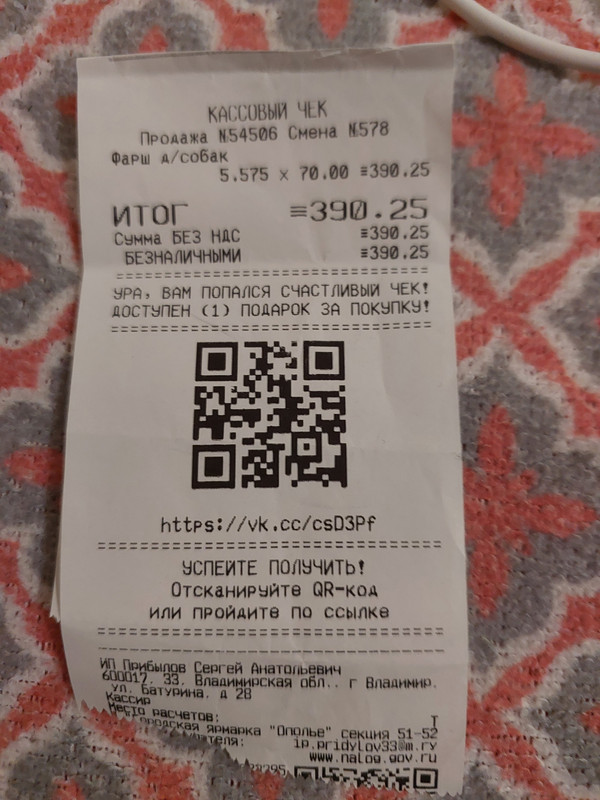 КАССОВЫЙ ЧЕК
Продажа №54506 Смена №578
Фарш д/собак
5.575 x 70.00 ≡390.25
ИТОГ ≡390.25
Сумма БЕЗ НДС ≡390.25
БЕЗНАЛИЧНЫМИ ≡390.25
УРА, ВАМ ПОПАЛСЯ СЧАСТЛИВЫЙ ЧЕК!
ДОСТУПЕН (1) ПОДАРОК ЗА ПОКУПКУ!
https://vk.cc/csD3Pf
УСПЕЙТЕ ПОЛУЧИТЬ!
Отсканируйте QR-код
или пройдите по ссылке
ИП Прибылов Сергей Анатольевич
600017, 33, Владимирская обл., г Владимир,
ул. Батурина, д 28
Кассир Т
Место расчетов:
ярмарка "Ополье" секция 51-52
ip.pridylov33@m.ry
www.nalog.gov.ru